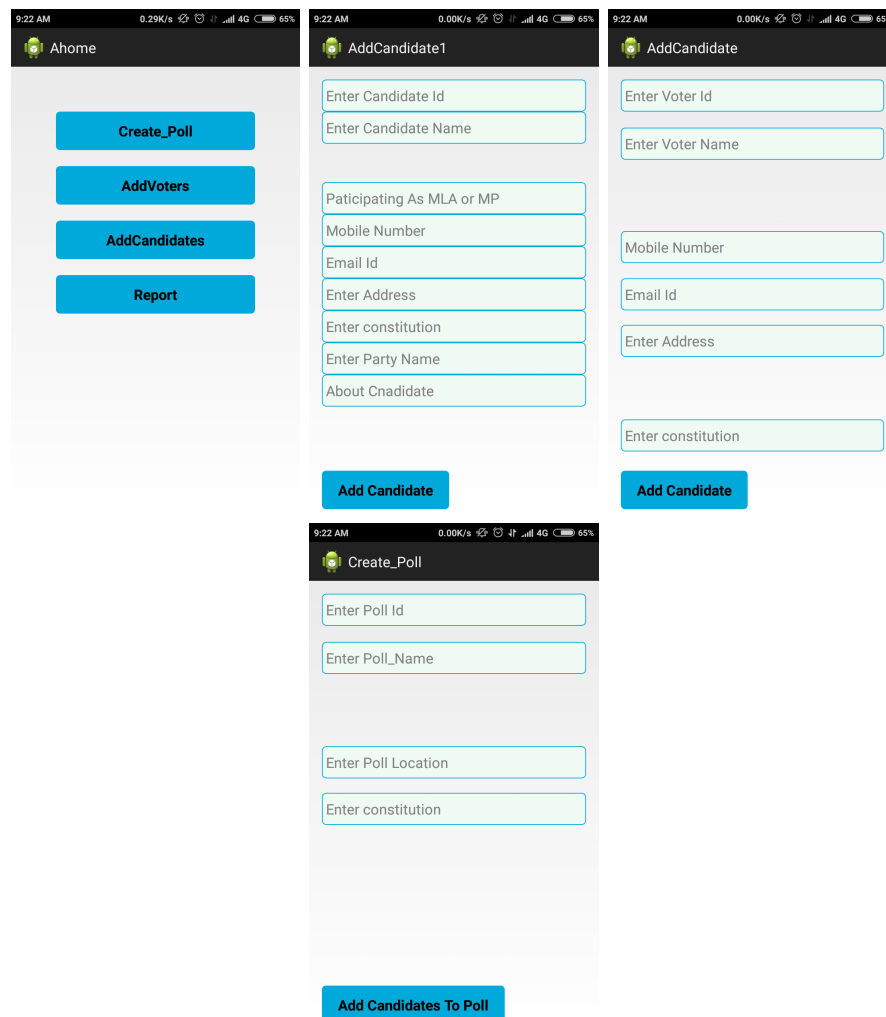 9:22 AM 0.29K/s 4G 65%
Ahome
Create_Poll
AddVoters
AddCandidates
Report
9:22 AM 0.00K/s 4G 65%
AddCandidate1
Enter Candidate Id
Enter Candidate Name
Paticipating As MLA or MP
Mobile Number
Email Id
Enter Address
Enter constitution
Enter Party Name
About Cnadidate
Add Candidate
9:22 AM 0.00K/s 4G 65
AddCandidate
Enter Voter Id
Enter Voter Name
Mobile Number
Email Id
Enter Address
Enter constitution
Add Candidate
9:22 AM 0.00K/s 4G 65%
Create_Poll
Enter Poll Id
Enter Poll_Name
Enter Poll Location
Enter constitution
Add Candidates To Poll